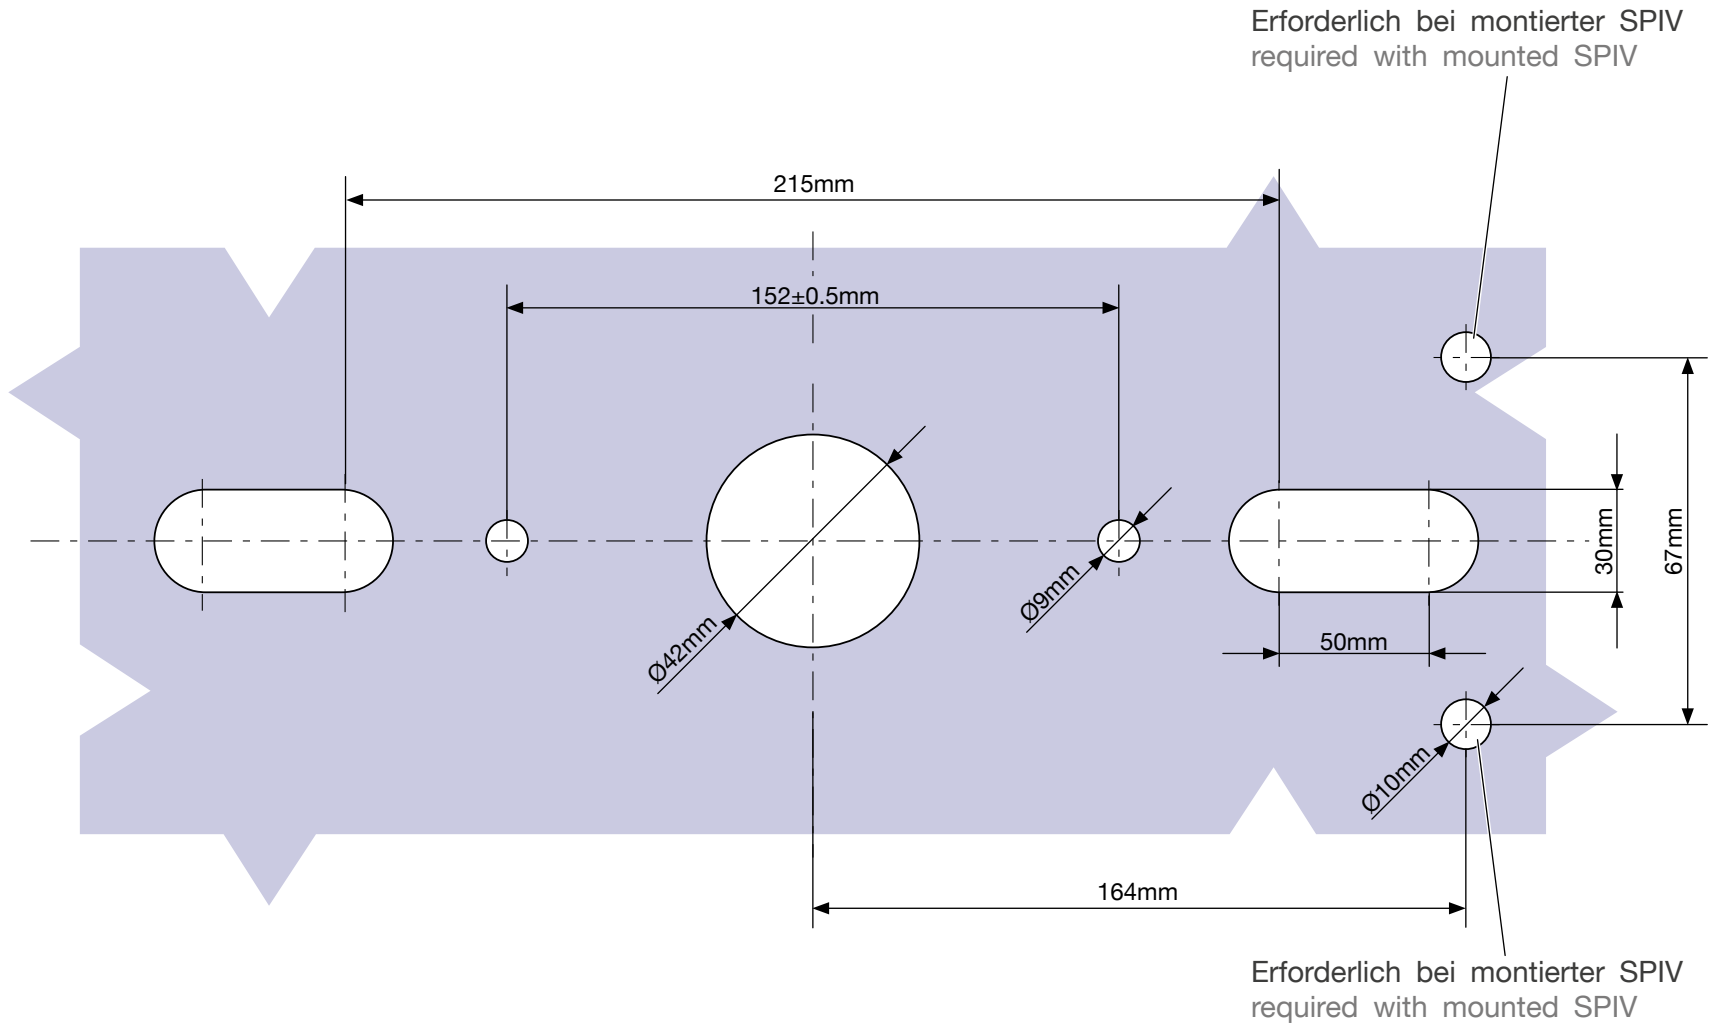 Erforderlich bei montierter SPIV
required with mounted SPIV
215mm
152±0.5mm
Ø42mm
Ø9mm
30mm
67mm
50mm
Ø10mm
164mm
Erforderlich bei montierter SPIV
required with mounted SPIV